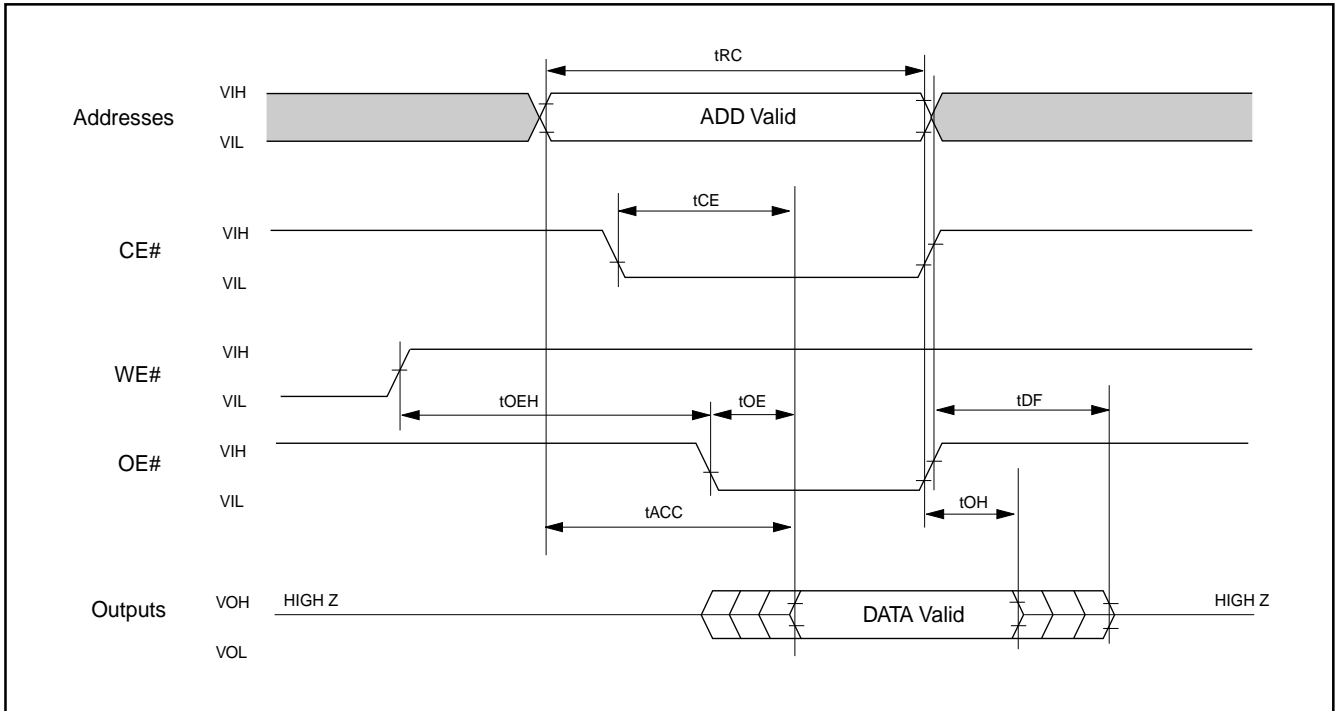 tRC
VIH
Addresses
ADD Valid
VIL
tCE
VIH
CE#
VIL
VIH
WE#
VIL
tOEH
tOE
tDF
VIH
OE#
VIL
tACC
tOH
Outputs
VOH
HIGH Z
DATA Valid
HIGH Z
VOL